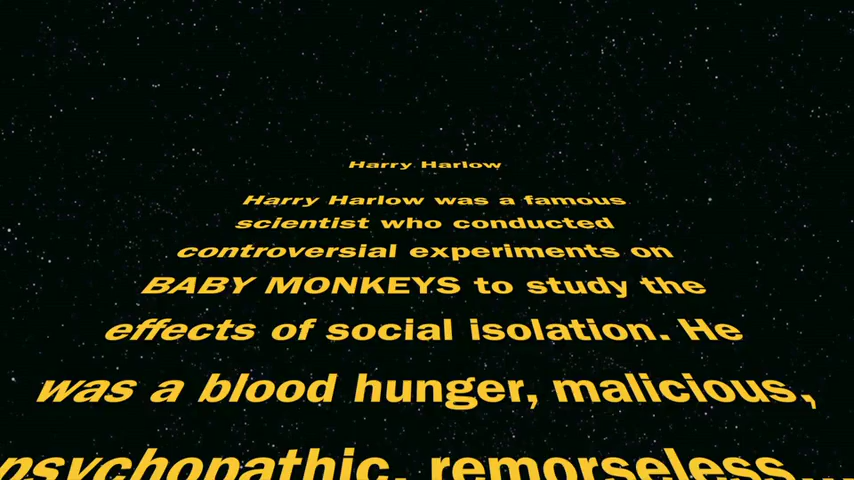 Harry Harlow
Harry Harlow was a famous
scientist who conducted
controversial experiments on
BABY MONKEYS to study the
effects of social isolation. He
was a blood hunger, malicious,
psychopathic, remorseless...